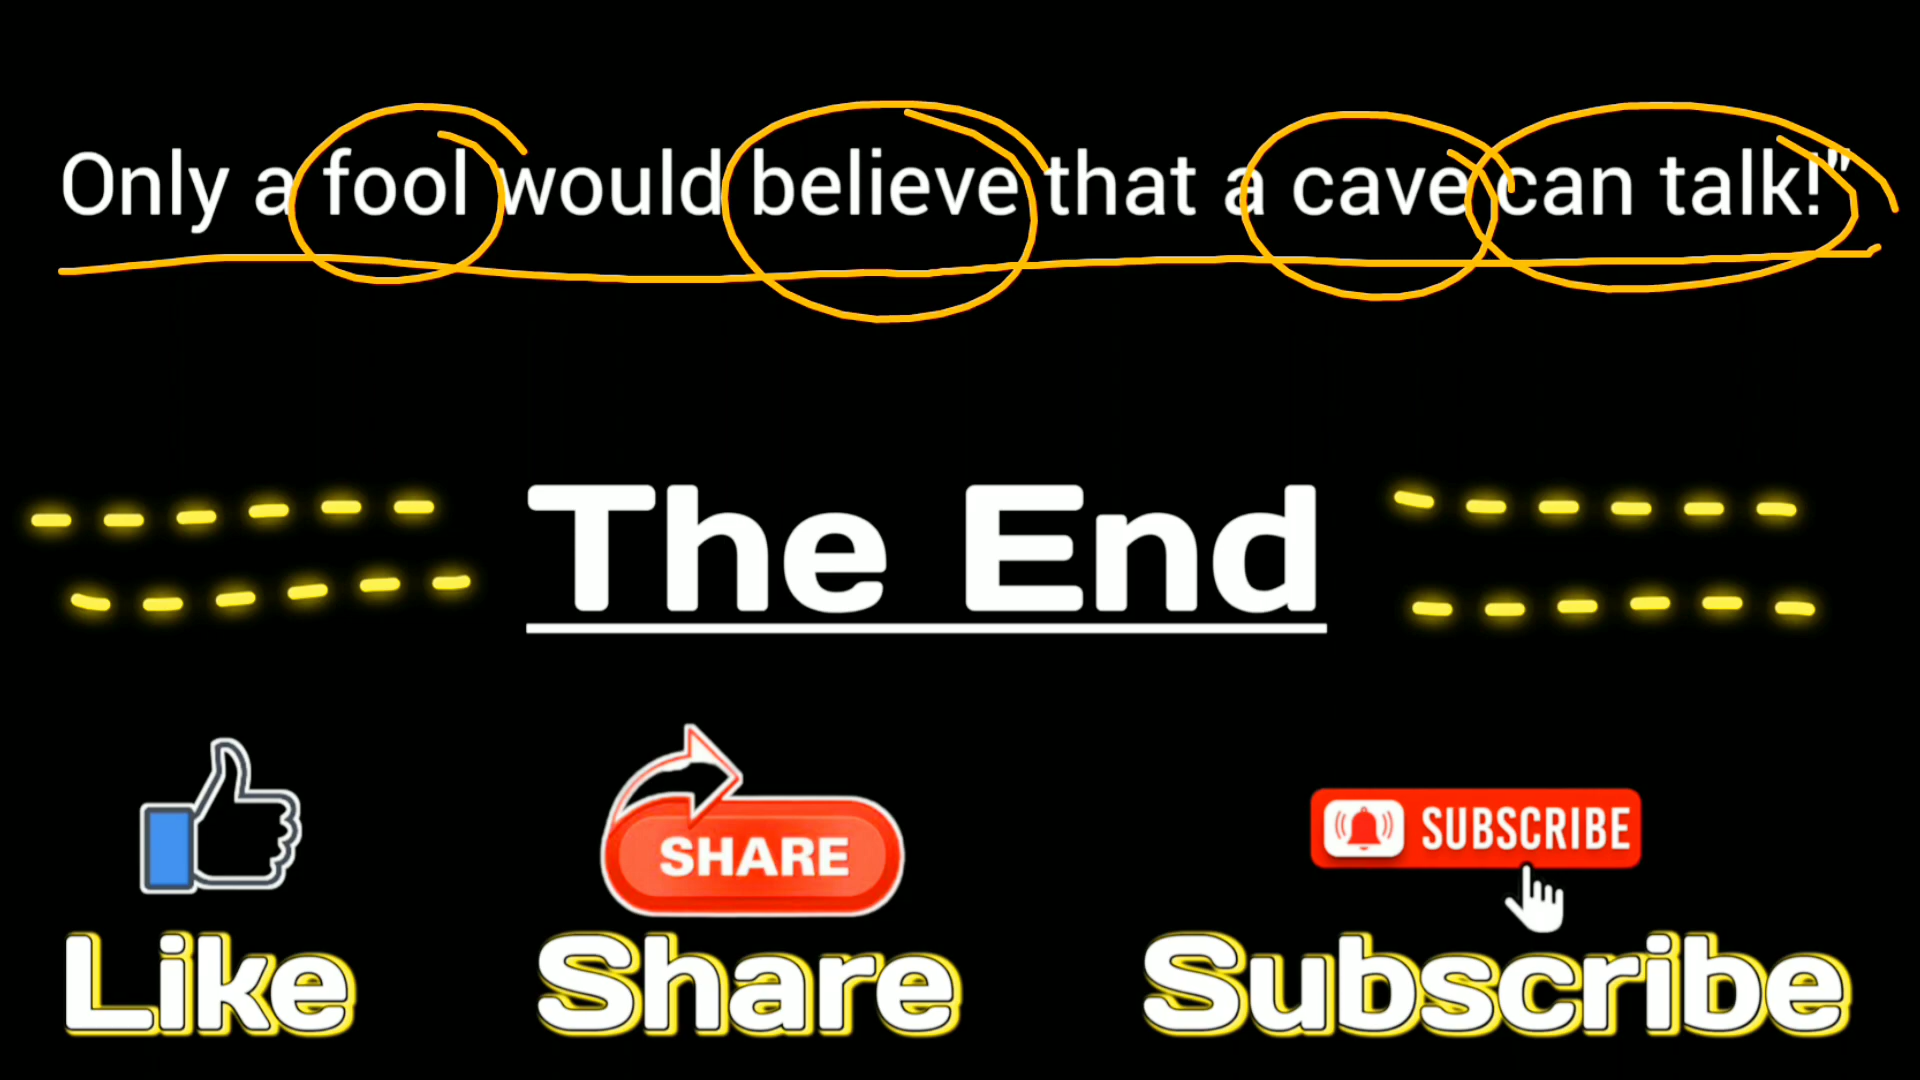 Only a fool would believe that a cave can talk!"
The End
SHARE
SUBSCRIBE
Like Share Subscribe